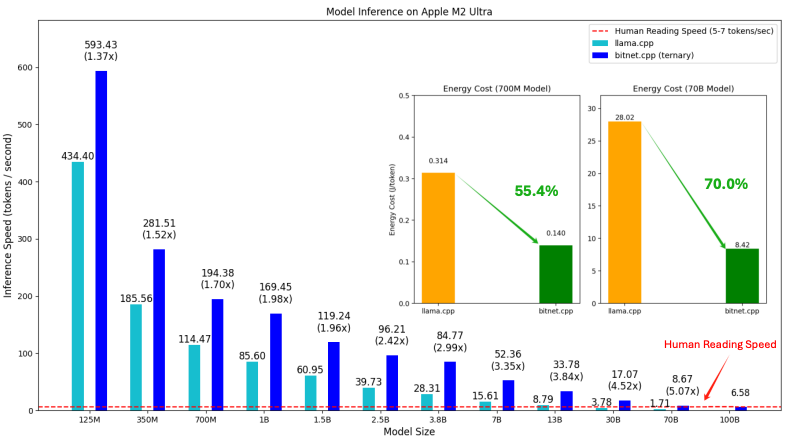 Model Inference on Apple M2 Ultra
Human Reading Speed (5-7 tokens/sec)
llama.cpp
bitnet.cpp (ternary)
Inference Speed (tokens / second)
600
500
400
300
200
100
0
434.40
593.43
(1.37x)
185.56
281.51
(1.52x)
114.47
194.38
(1.70x)
85.60
169.45
(1.98x)
60.95
119.24
(1.96x)
39.73
96.21
(2.42x)
28.31
84.77
(2.99x)
15.61
52.36
(3.35x)
8.79
33.78
(3.84x)
3.78
17.07
(4.52x)
1.71
8.67
(5.07x)
6.58
Human Reading Speed
125M
350M
700M
1B
1.5B
2.5B
3.8B
7B
13B
30B
70B
100B
Model Size
Energy Cost (700M Model)
Energy Cost (J/token)
0.5
0.4
0.3
0.2
0.1
0.0
0.314
55.4%
0.140
llama.cpp
bitnet.cpp
Energy Cost (70B Model)
30
25
20
15
10
5
0
28.02
70.0%
8.42
llama.cpp
bitnet.cpp